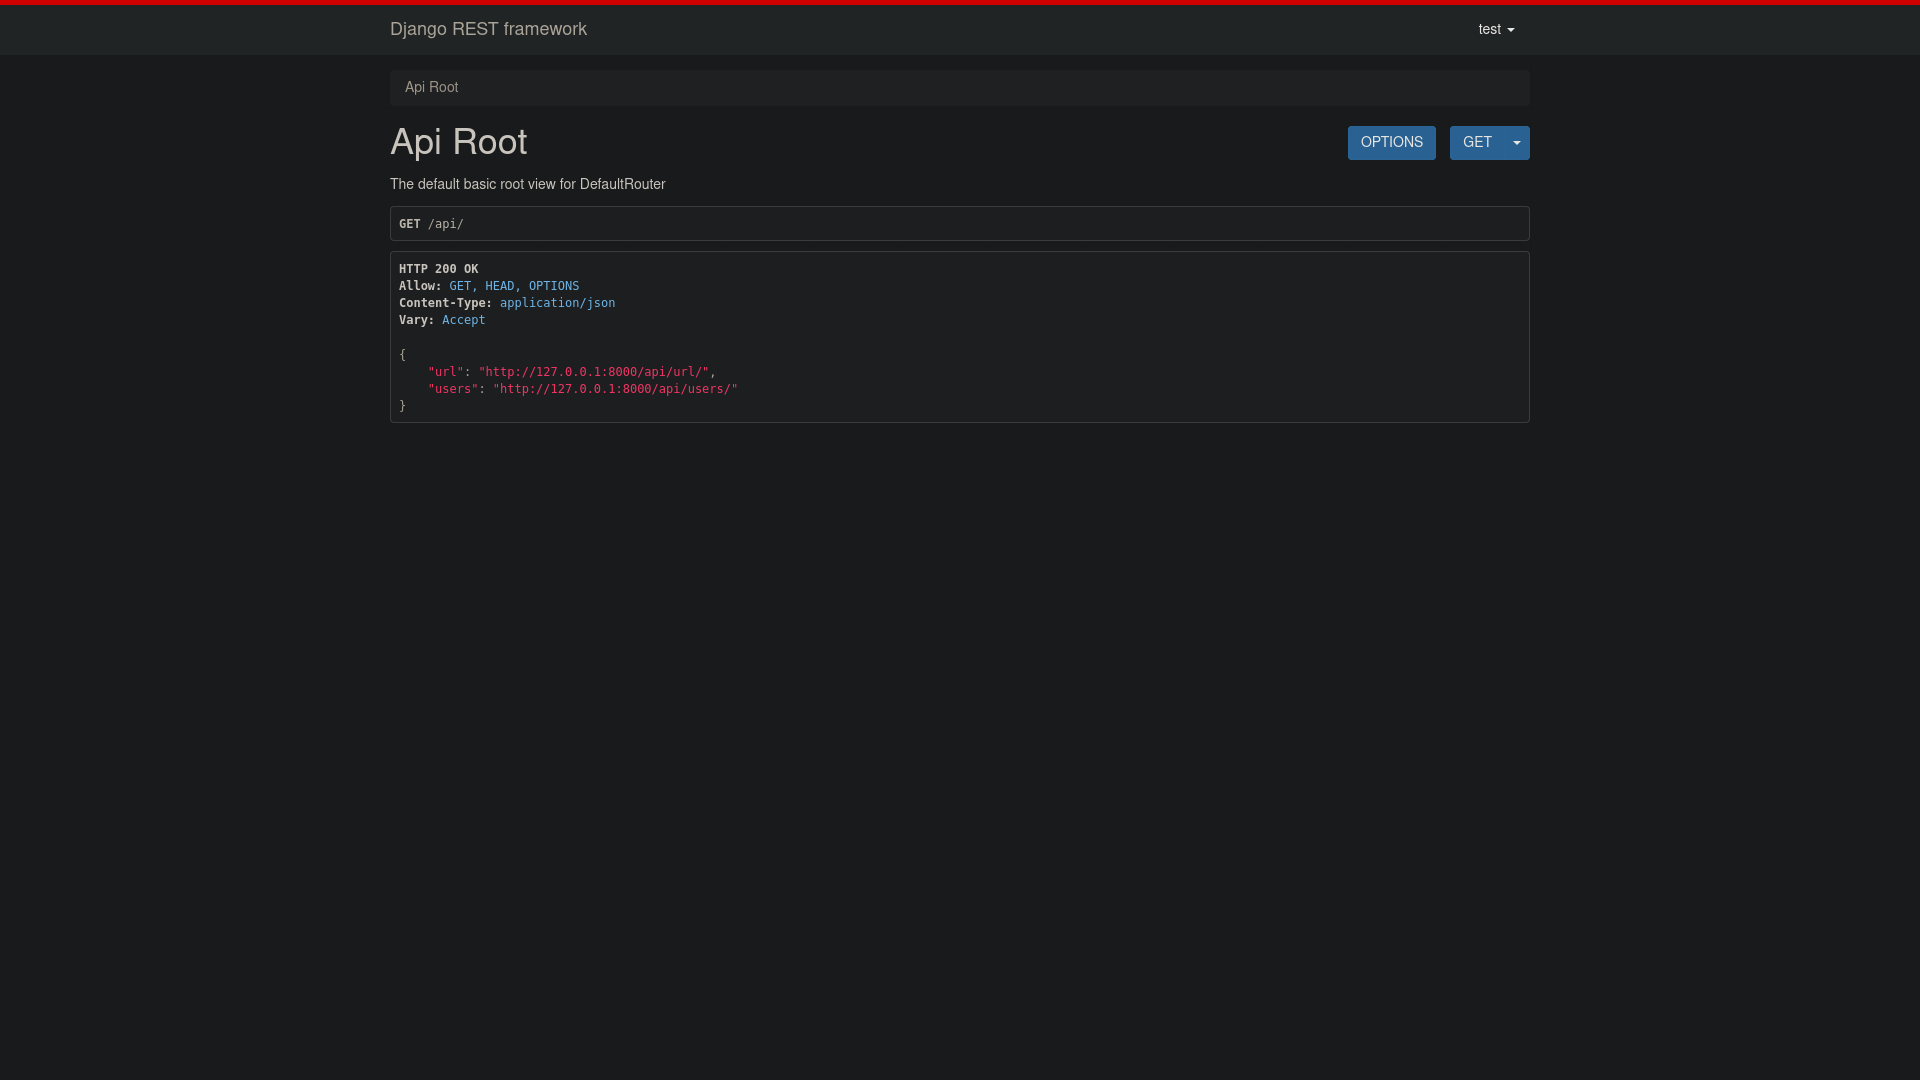 Django REST framework
test
Api Root
Api Root
OPTIONS
GET
The default basic root view for DefaultRouter
GET /api/
HTTP 200 OK
Allow: GET, HEAD, OPTIONS
Content-Type: application/json
Vary: Accept
{
    "url": "http://127.0.0.1:8000/api/url/",
    "users": "http://127.0.0.1:8000/api/users/"
}